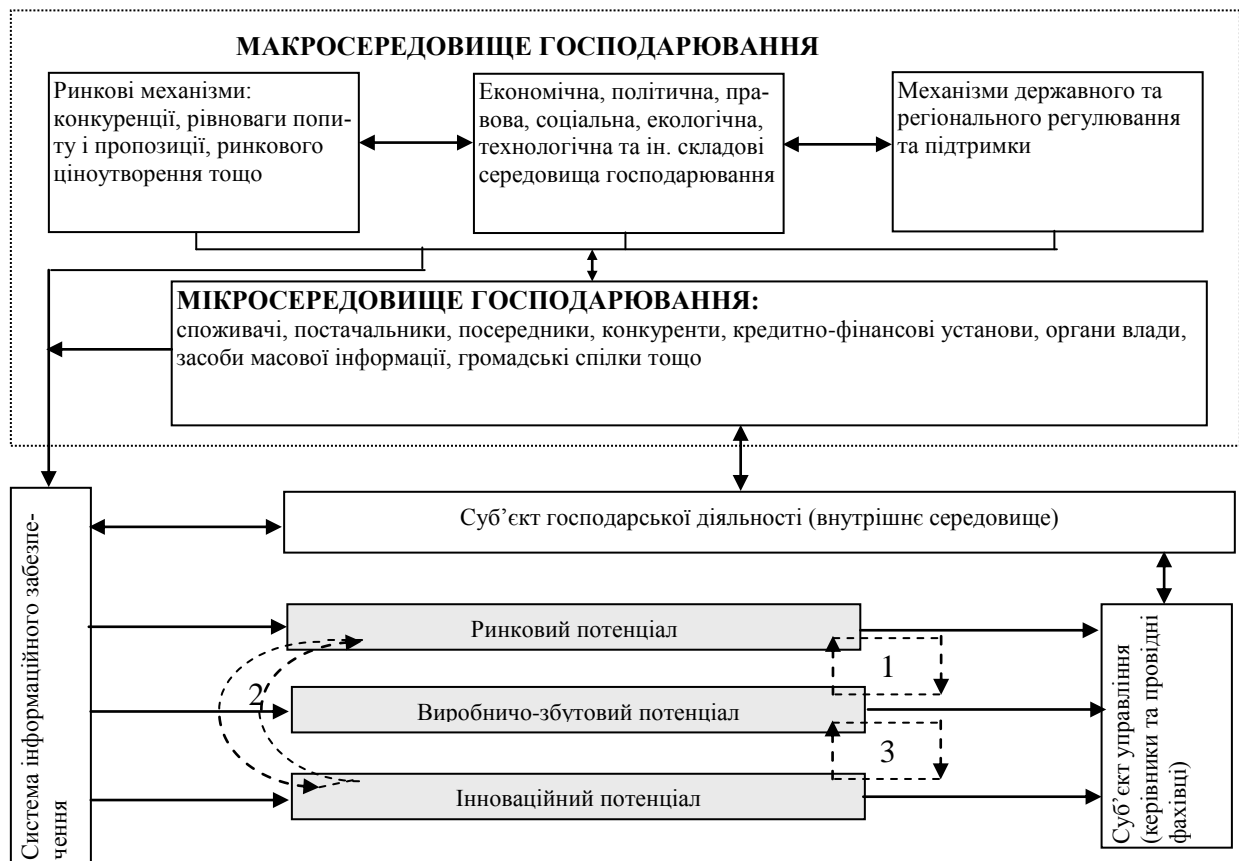 МАКРОСЕРЕДОВИЩЕ ГОСПОДАРЮВАННЯ
Ринкові механізми:
конкуренції, рівноваги попи-
ту і пропозиції, ринкового
ціноутворення тощо
Економічна, політична, пра-
вова, соціальна, екологічна,
технологічна та ін. складові
середовища господарювання
Механізми державного та
регіонального регулювання
та підтримки
МІКРОСЕРЕДОВИЩЕ ГОСПОДАРЮВАННЯ:
споживачі, постачальники, посередники, конкуренти, кредитно-фінансові установи, органи влади,
засоби масової інформації, громадські спілки тощо
Система інформаційного забезпе-
чення
Суб’єкт господарської діяльності (внутрішнє середовище)
Ринковий потенціал
1
2
Виробничо-збутовий потенціал
3
Інноваційний потенціал
Суб’єкт управління
(керівники та провідні
фахівці)